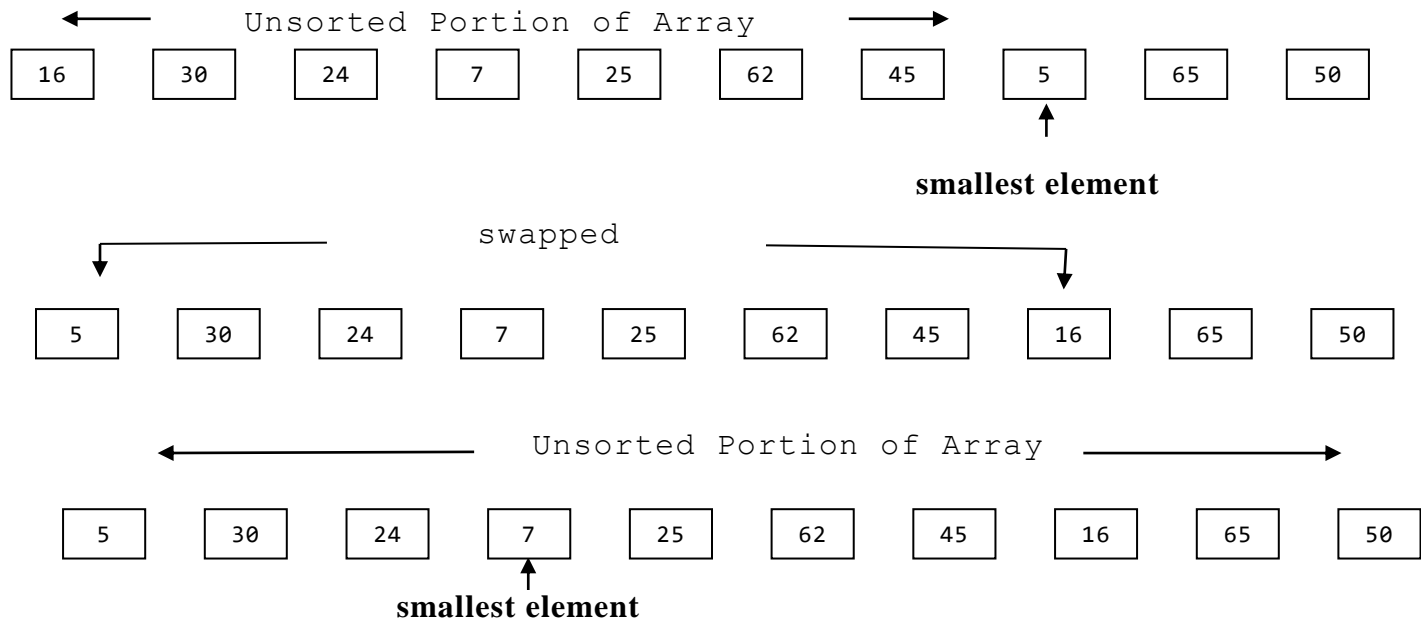 Unsorted Portion of Array
16 30 24 7 25 62 45 5 65 50
smallest element
swapped
5 30 24 7 25 62 45 16 65 50
Unsorted Portion of Array
5 30 24 7 25 62 45 16 65 50
smallest element